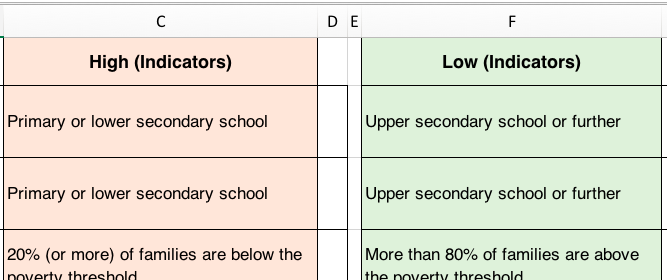 C D E F
High (Indicators) Low (Indicators)
Primary or lower secondary school Upper secondary school or further
Primary or lower secondary school Upper secondary school or further
20% (or more) of families are below the More than 80% of families are above
poverty threshold the poverty threshold